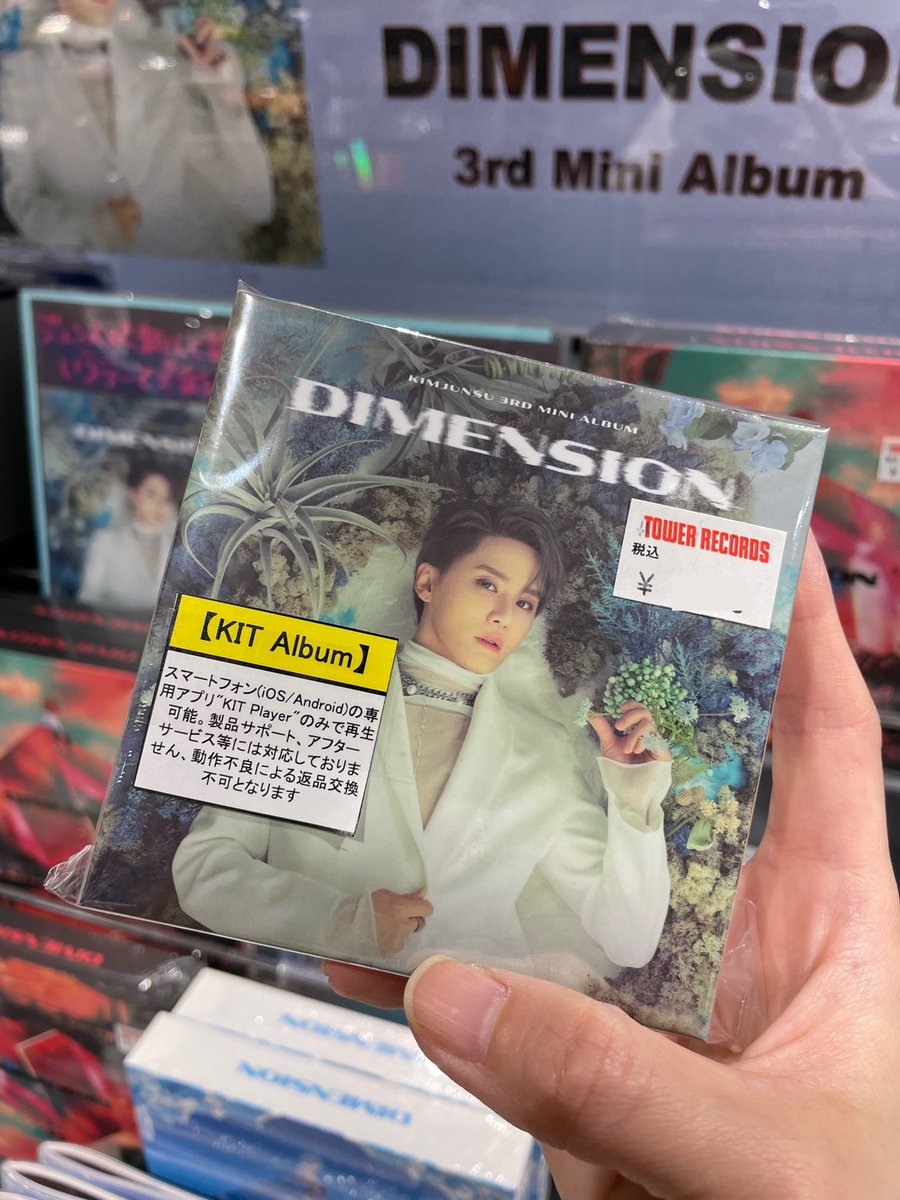 DIMENSIO
3rd Mini Album
KIMJUNSU 3RD MINI ALBUM
DIMENSION
TOWER RECORDS
税込
¥
【KIT Album】
スマートフォン(iOS/Android)の専
用アプリ"KIT Player"のみで再生
可能。製品サポート、アフター
サービス等には対応しておりま
せん、動作不良による返品交換
不可となります
DIMENSION
DIMENSION